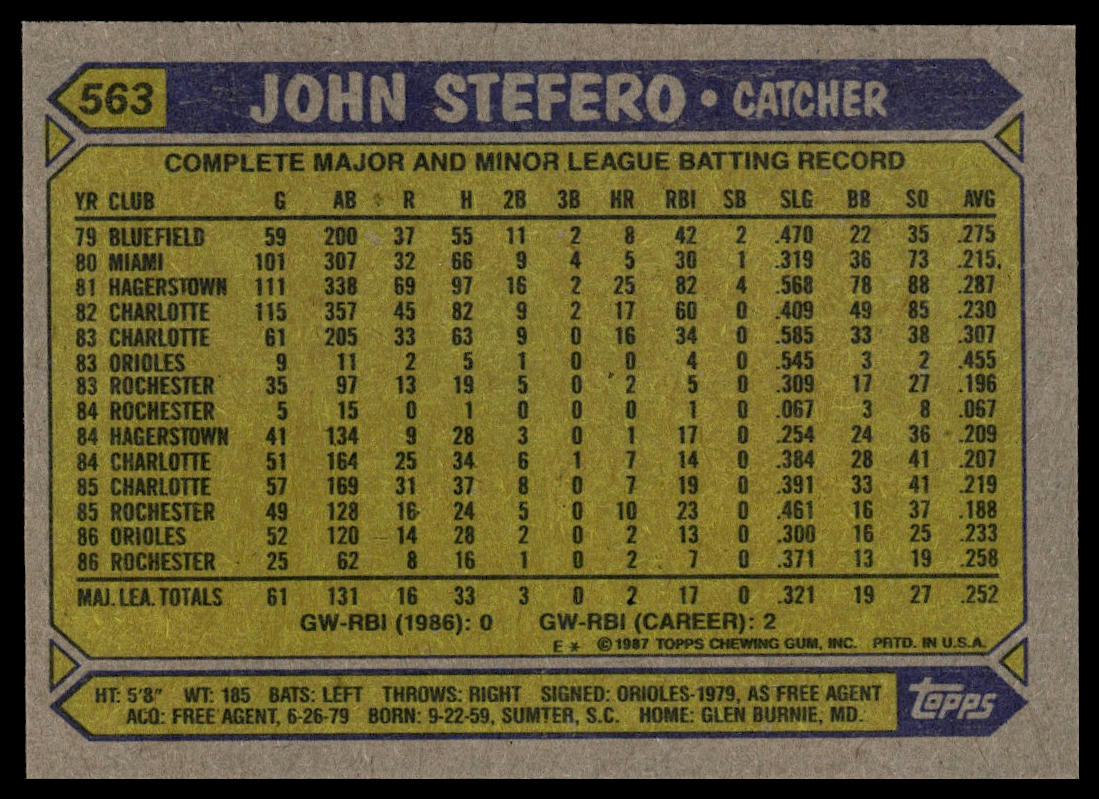 563 JOHN STEFERO • CATCHER
COMPLETE MAJOR AND MINOR LEAGUE BATTING RECORD
YR CLUB G AB R H 2B 3B HR RBI SB SLG BB SO AVG
79 BLUEFIELD 59 200 37 55 11 2 8 42 2 .470 22 35 .275
80 MIAMI 101 307 32 66 9 4 5 30 1 .319 36 73 .215
81 HAGERSTOWN 111 338 69 97 16 2 25 82 4 .568 78 88 .287
82 CHARLOTTE 115 357 45 82 9 2 17 60 0 .409 49 85 .230
83 CHARLOTTE 61 205 33 63 9 0 16 34 0 .585 33 38 .307
83 ORIOLES 9 11 2 5 1 0 0 4 0 .545 3 2 .455
83 ROCHESTER 35 97 13 19 5 0 2 5 0 .309 17 27 .196
84 ROCHESTER 5 15 0 1 0 0 0 1 0 .067 3 8 .067
84 HAGERSTOWN 41 134 9 28 3 0 1 17 0 .254 24 36 .209
84 CHARLOTTE 51 164 25 34 6 1 7 14 0 .384 28 41 .207
85 CHARLOTTE 57 169 31 37 8 0 7 19 0 .391 33 41 .219
85 ROCHESTER 49 128 16 24 5 0 10 23 0 .461 16 37 .188
86 ORIOLES 52 120 14 28 2 0 2 13 0 .300 16 25 .233
86 ROCHESTER 25 62 8 16 1 0 2 7 0 .371 13 19 .258
MAJ. LEA. TOTALS 61 131 16 33 3 0 2 17 0 .321 19 27 .252
GW-RBI (1986): 0 GW-RBI (CAREER): 2
E * © 1987 TOPPS CHEWING GUM, INC. PRTD. IN U.S.A.
HT: 5'8" WT: 185 BATS: LEFT THROWS: RIGHT SIGNED: ORIOLES-1979, AS FREE AGENT
ACQ: FREE AGENT, 6-26-79 BORN: 9-22-59, SUMTER, S.C. HOME: GLEN BURNIE, MD.
topps